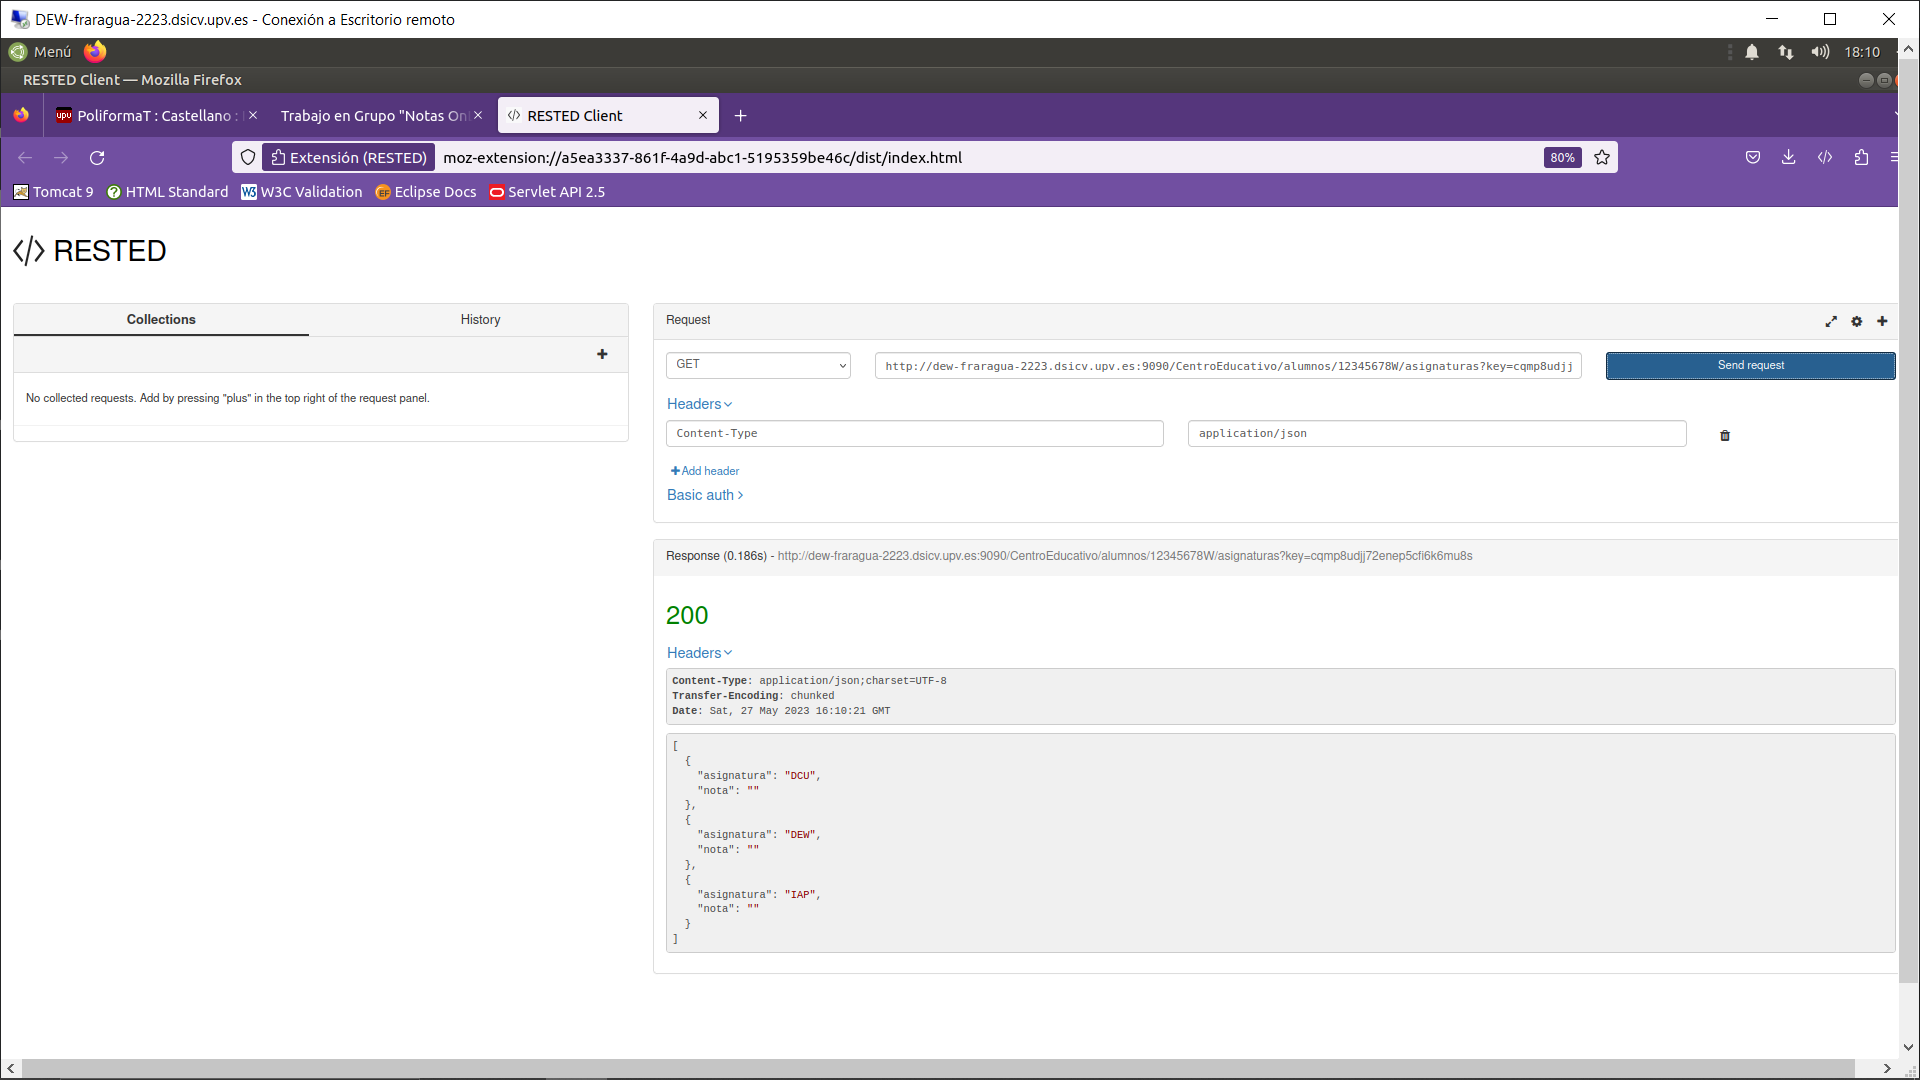 DEW-fraragua-2223.dsicv.upv.es - Conexión a Escritorio remoto
Menú
18:10
RESTED Client — Mozilla Firefox
PoliformaT : Castellano :
Trabajo en Grupo "Notas Onl
RESTED Client
Extensión (RESTED)
moz-extension://a5ea3337-861f-4a9d-abc1-5195359be46c/dist/index.html
80%
Tomcat 9
HTML Standard
W3C Validation
Eclipse Docs
Servlet API 2.5
</> RESTED
Collections
History
No collected requests. Add by pressing "plus" in the top right of the request panel.
Request
GET
http://dew-fraragua-2223.dsicv.upv.es:9090/CentroEducativo/alumnos/12345678W/asignaturas?key=cqmp8udjj
Send request
Headers
Content-Type
application/json
Add header
Basic auth
Response (0.186s) - http://dew-fraragua-2223.dsicv.upv.es:9090/CentroEducativo/alumnos/12345678W/asignaturas?key=cqmp8udjj72enep5cfi6k6mu8s
200
Headers
Content-Type: application/json;charset=UTF-8
Transfer-Encoding: chunked
Date: Sat, 27 May 2023 16:10:21 GMT
[
{
"asignatura": "DCU",
"nota": ""
},
{
"asignatura": "DEW",
"nota": ""
},
{
"asignatura": "IAP",
"nota": ""
}
]